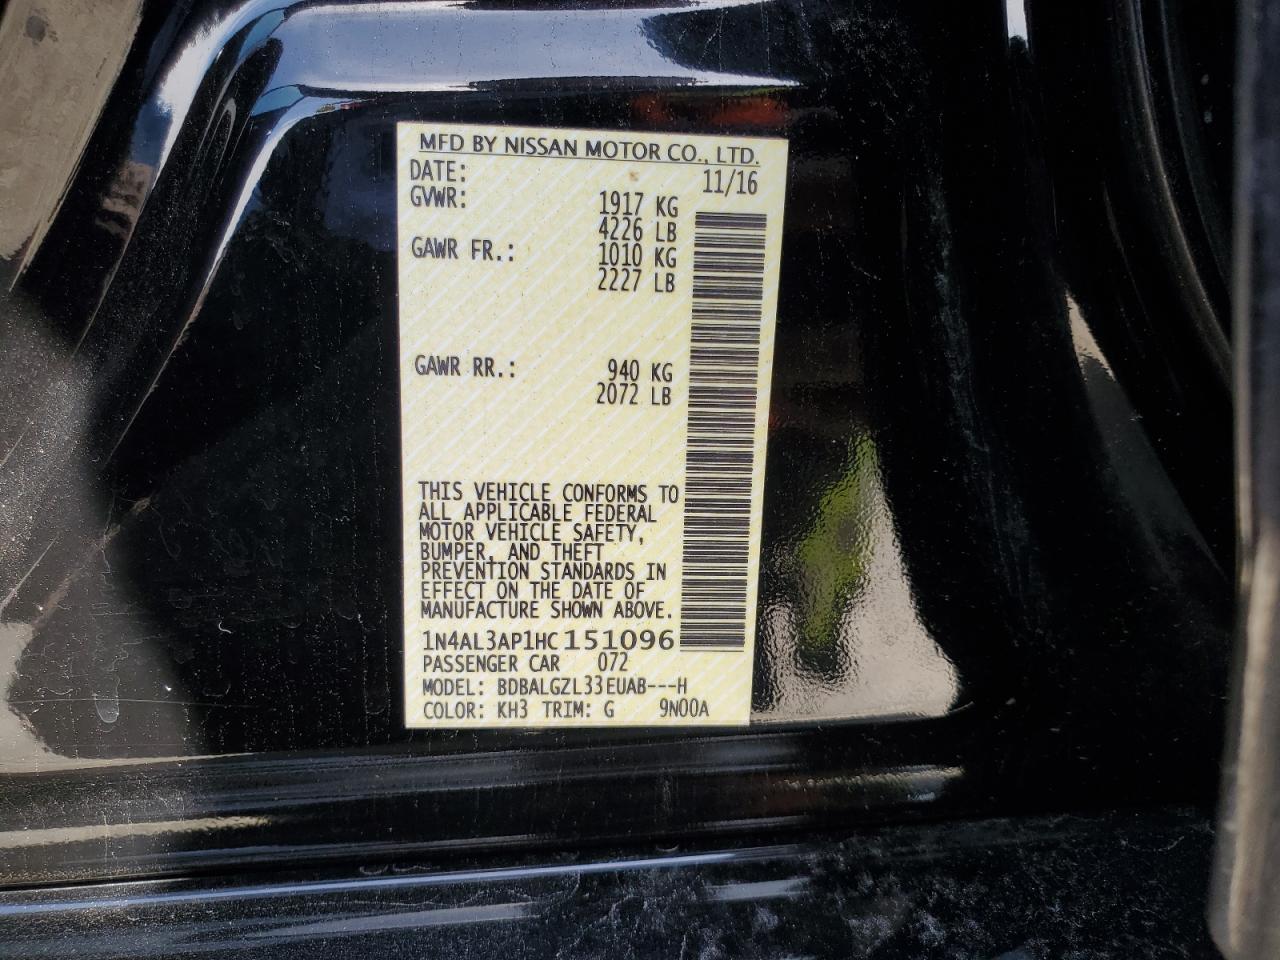 MFD BY NISSAN MOTOR CO., LTD.
DATE: 11/16
GVWR: 1917 KG
4226 LB
GAWR FR.: 1010 KG
2227 LB
GAWR RR.: 940 KG
2072 LB
THIS VEHICLE CONFORMS TO
ALL APPLICABLE FEDERAL
MOTOR VEHICLE SAFETY,
BUMPER, AND THEFT
PREVENTION STANDARDS IN
EFFECT ON THE DATE OF
MANUFACTURE SHOWN ABOVE.
1N4AL3AP1HC151096
PASSENGER CAR 072
MODEL: BDBALGZL33EUAB---H
COLOR: KH3 TRIM: G 9N00A